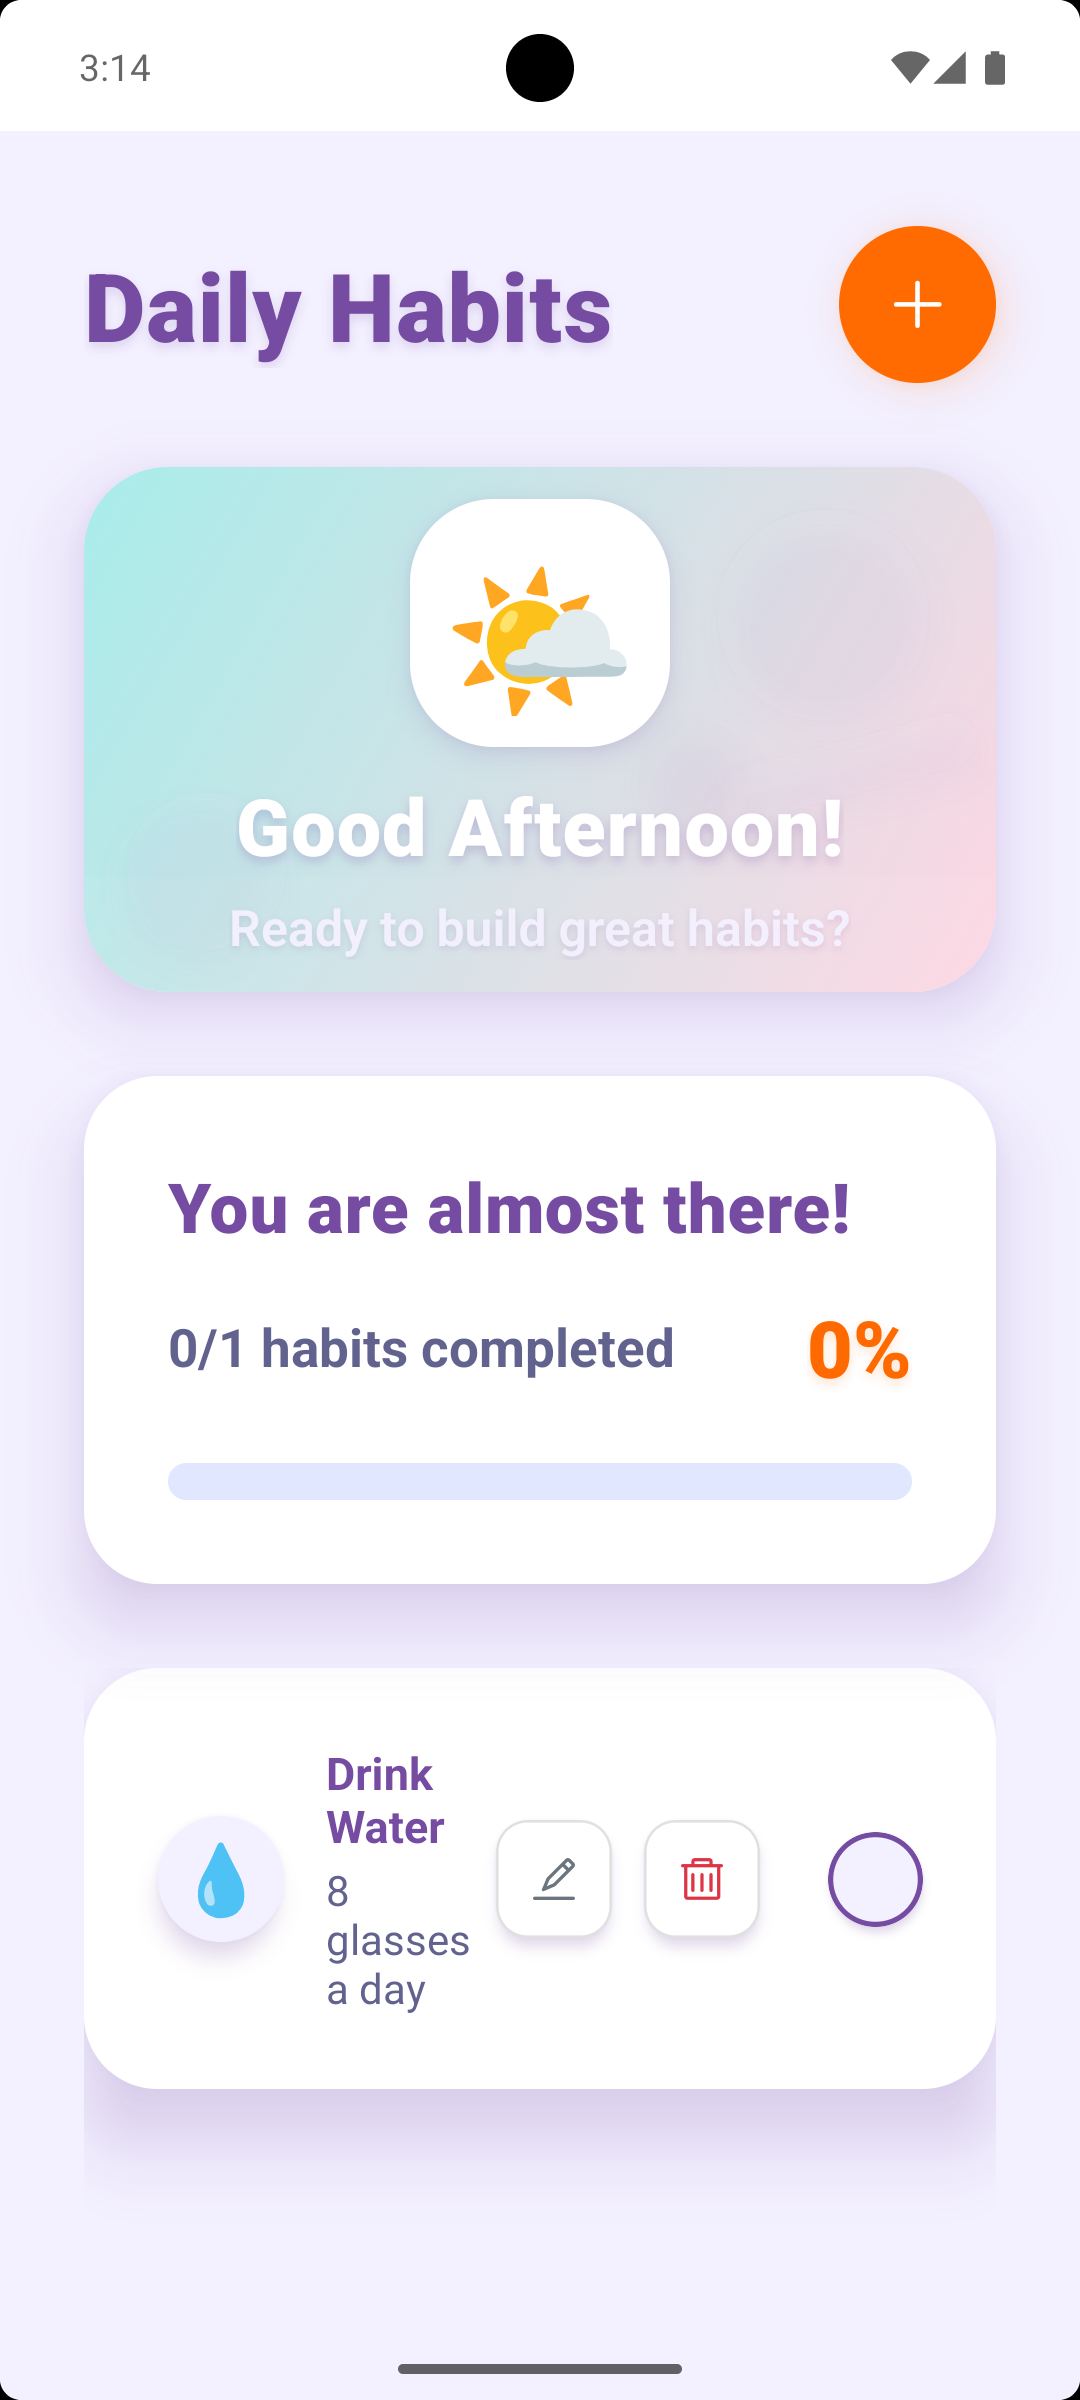 3:14
Daily Habits
Good Afternoon!
Ready to build great habits?
You are almost there!
0/1 habits completed
0%
Drink
Water
8
glasses
a day